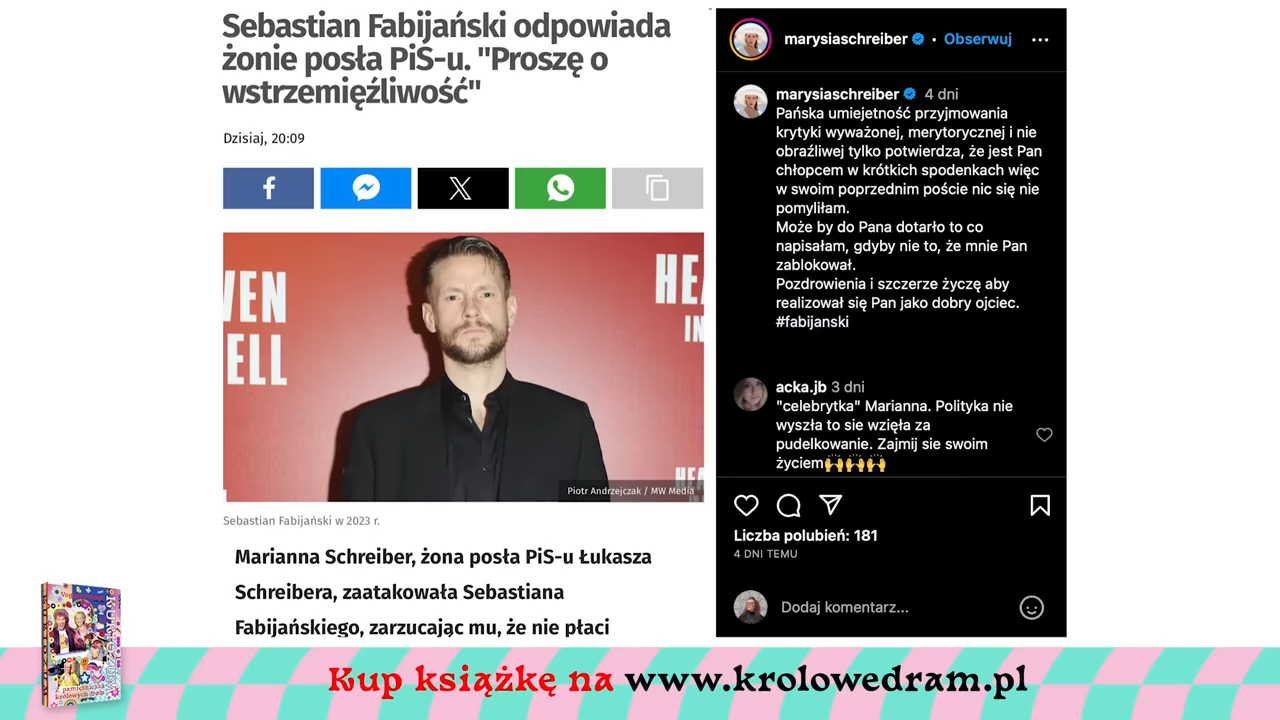 Sebastian Fabijański odpowiada
żonie posła PiS-u. "Proszę o
wstrzemięźliwość"
Dzisiaj, 20:09
VEN
ELL
HEA
IN
HEA
Piotr Andrzejczak / MW Media
Sebastian Fabijański w 2023 r.
Marianna Schreiber, żona posła PiS-u Łukasza
Schreibera, zaatakowała Sebastiana
Fabijańskiego, zarzucając mu, że nie płaci
marysiaschreiber • Obserwuj
marysiaschreiber 4 dni
Pańska umiejetność przyjmowania
krytyki wyważonej, merytorycznej i nie
obraźliwej tylko potwierdza, że jest Pan
chłopcem w krótkich spodenkach więc
w swoim poprzednim poście nic się nie
pomyliłam.
Może by do Pana dotarło to co
napisałam, gdyby nie to, że mnie Pan
zablokował.
Pozdrowienia i szczerze życzę aby
realizował się Pan jako dobry ojciec.
#fabijanski
acka.jb 3 dni
"celebrytka" Marianna. Polityka nie
wyszła to sie wzięła za
pudelkowanie. Zajmij sie swoim
życiem🙌🙌🙌
Liczba polubień: 181
4 DNI TEMU
Dodaj komentarz...
Z pamiętnika
królowych dram
Kup książkę na www.krolowedram.pl